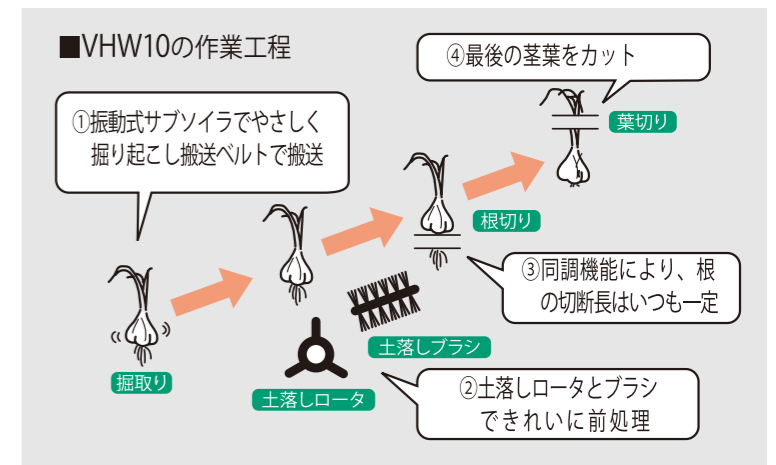 ■VHW10の作業工程
①振動式サブソイラでやさしく
掘り起こし搬送ベルトで搬送
掘取り
②土落しロータとブラシ
できれいに前処理
土落しロータ
土落しブラシ
③同調機能により、根
の切断長はいつも一定
根切り
④最後の茎葉をカット
葉切り